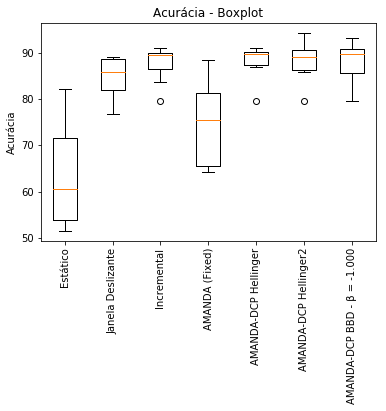 Acurácia - Boxplot
90
80
70
60
50
Acurácia
Estático
Janela Deslizante
Incremental
AMANDA (Fixed)
AMANDA-DCP Hellinger
AMANDA-DCP Hellinger2
AMANDA-DCP BBD - β = -1.000